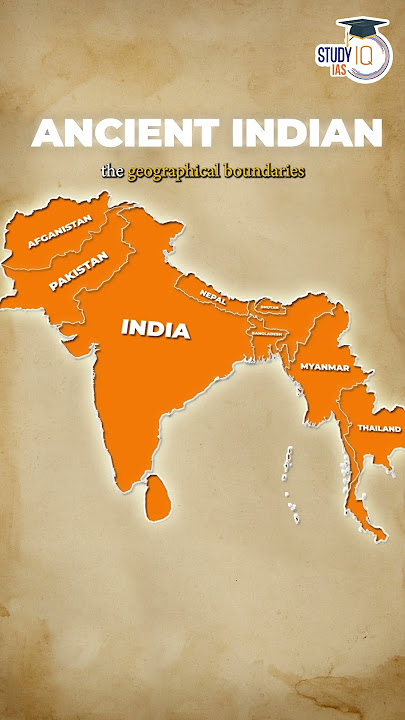 STUDY IQ
IAS
ANCIENT INDIAN
the geographical boundaries
AFGANISTAN
PAKISTAN
NEPAL
BHUTAN
BANGLADESH
INDIA
MYANMAR
THAILAND